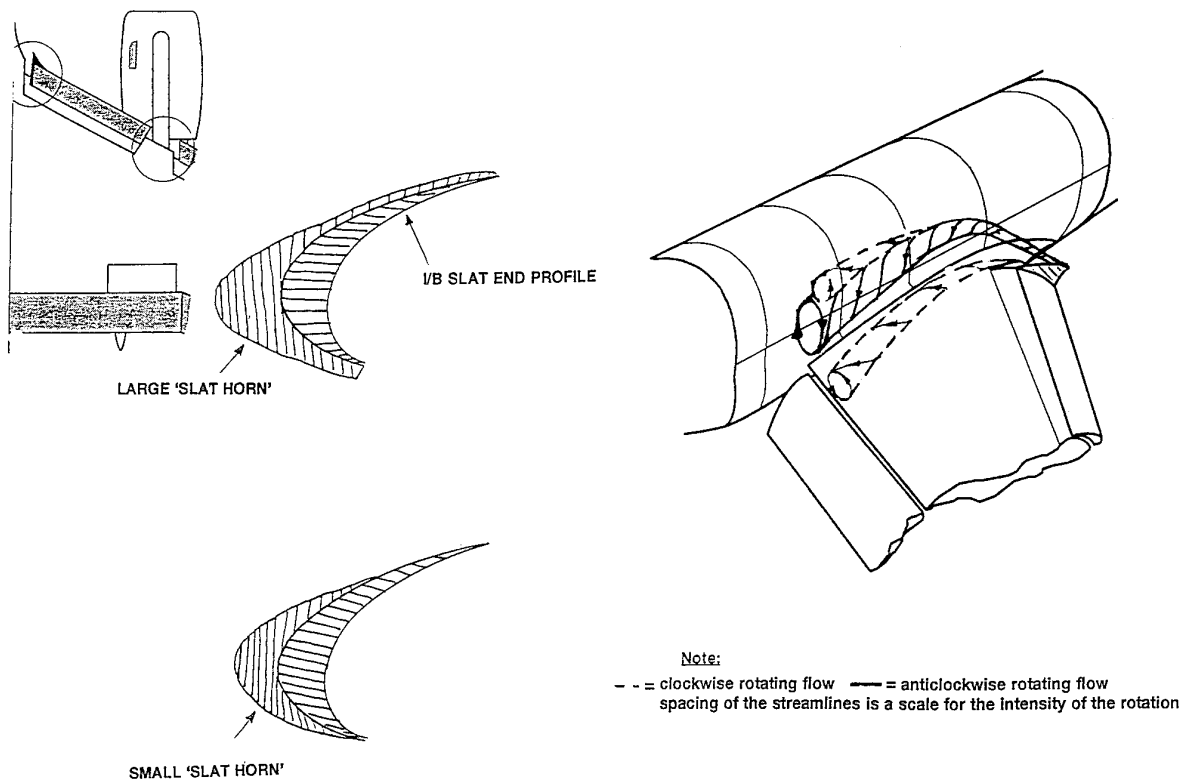 I/B SLAT END PROFILE
LARGE 'SLAT HORN'
SMALL 'SLAT HORN'
Note:
- - = clockwise rotating flow — = anticlockwise rotating flow
spacing of the streamlines is a scale for the intensity of the rotation